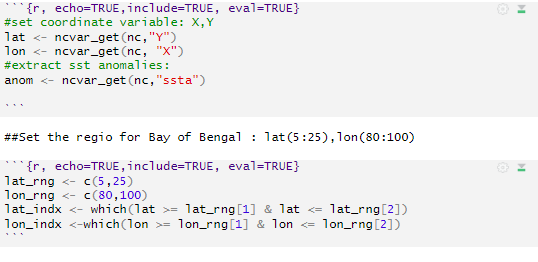 ```{r, echo=TRUE,include=TRUE, eval=TRUE}
#set coordinate variable: X,Y
lat <- ncvar_get(nc,"Y")
lon <- ncvar_get(nc, "X")
#extract sst anomalies:
anom <- ncvar_get(nc,"ssta")
```
##Set the regio for Bay of Bengal : lat(5:25),lon(80:100)
```{r, echo=TRUE,include=TRUE, eval=TRUE}
lat_rng <- c(5,25)
lon_rng <- c(80,100)
lat_indx <- which(lat >= lat_rng[1] & lat <= lat_rng[2])
lon_indx <-which(lon >= lon_rng[1] & lon <= lon_rng[2])
```